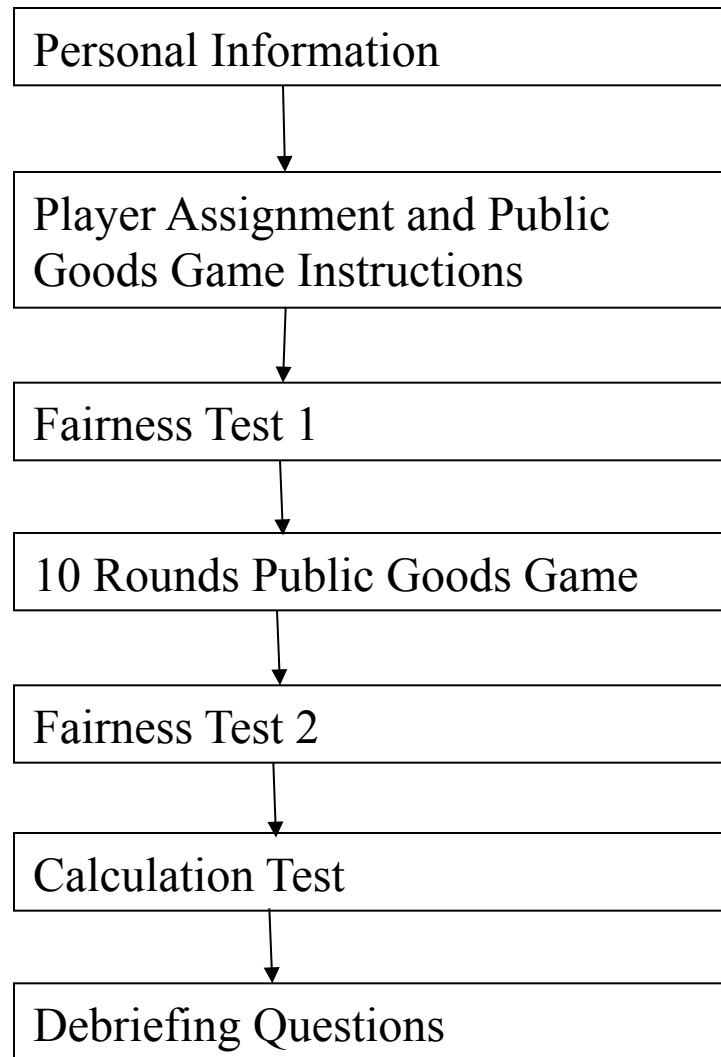 Personal Information
Player Assignment and Public
Goods Game Instructions
Fairness Test 1
10 Rounds Public Goods Game
Fairness Test 2
Calculation Test
Debriefing Questions